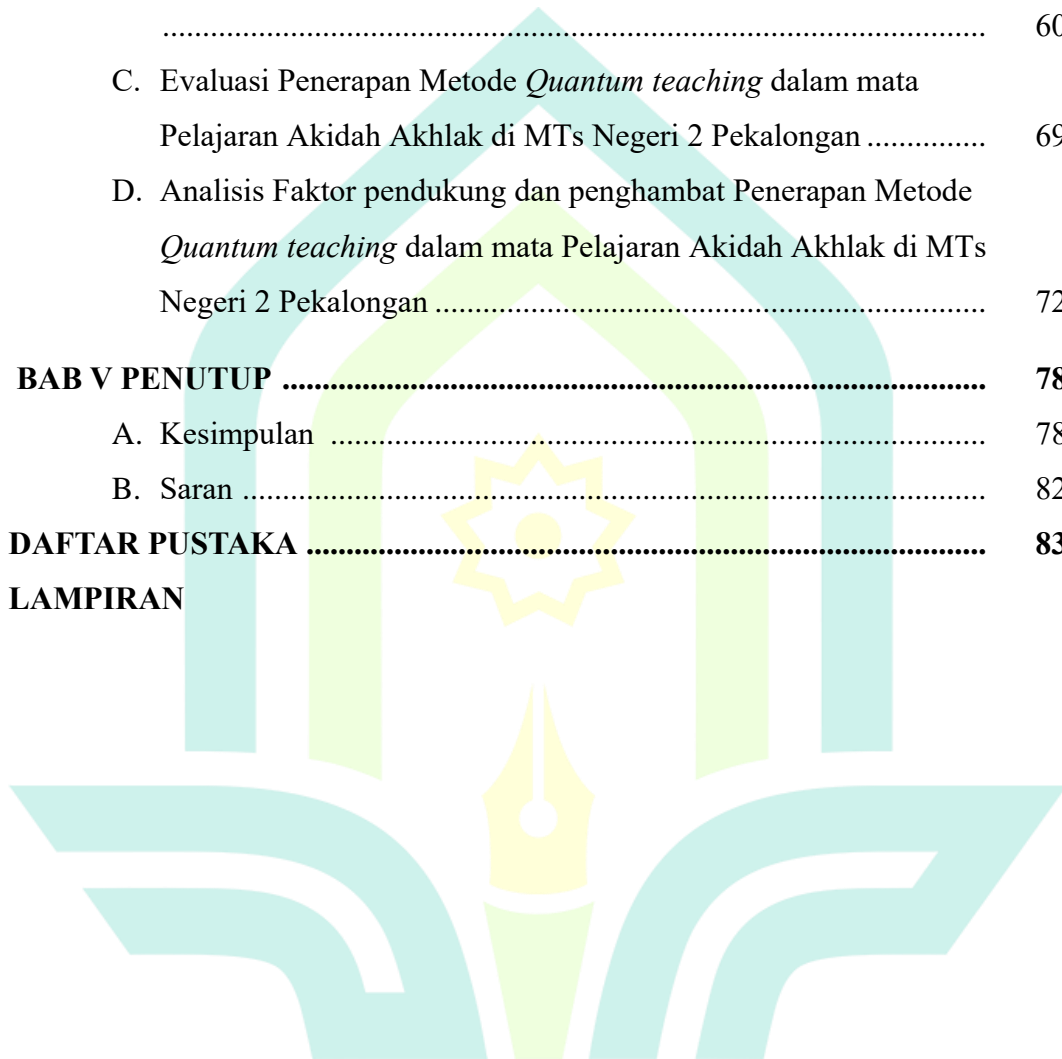 ........................................................................................................ 60
C. Evaluasi Penerapan Metode Quantum teaching dalam mata
Pelajaran Akidah Akhlak di MTs Negeri 2 Pekalongan ............... 69
D. Analisis Faktor pendukung dan penghambat Penerapan Metode
Quantum teaching dalam mata Pelajaran Akidah Akhlak di MTs
Negeri 2 Pekalongan ..................................................................... 72
BAB V PENUTUP ........................................................................................ 78
A. Kesimpulan .................................................................................. 78
B. Saran ............................................................................................. 82
DAFTAR PUSTAKA ..................................................................................... 83
LAMPIRAN